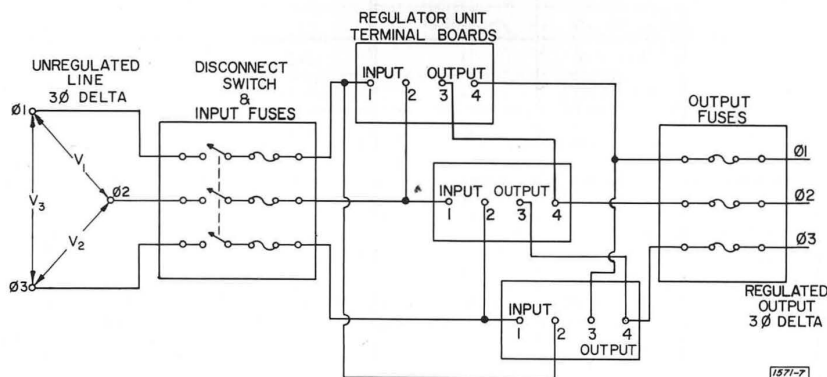 REGULATOR UNIT
TERMINAL BOARDS
UNREGULATED
LINE
3Ø DELTA
DISCONNECT
SWITCH
&
INPUT FUSES
OUTPUT
FUSES
INPUT OUTPUT
1 2 3 4
Ø1
Ø2
Ø3
V1
V2
V3
INPUT OUTPUT
1 2 3 4
INPUT
1 2 3 4
OUTPUT
Ø1
Ø2
Ø3
REGULATED
OUTPUT
3Ø DELTA
1571-7